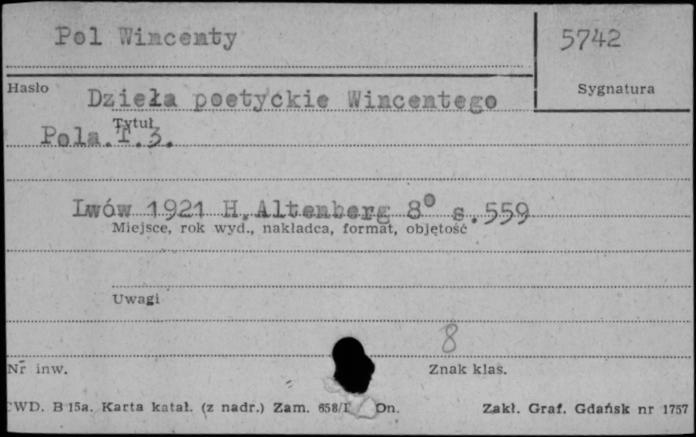 Pol Wincenty
5742
Hasło
Sygnatura
Dzieła poetyckie Wincentego
Tytuł
Pola.T.3.
Lwów 1921 H.Altenberg 8° s.559
Miejsce, rok wyd., nakładca, format, objętość
Uwagi
8
Nr inw.
Znak klas.
CWD. B 15a. Karta katal. (z nadr.) Zam. 658/I On.
Zakł. Graf. Gdańsk nr 1757